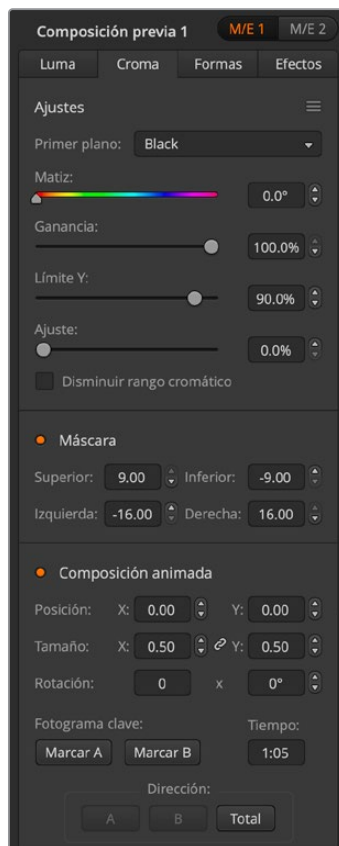 Composición previa 1 M/E 1 M/E 2
Luma Croma Formas Efectos
Ajustes
Primer plano: Black
Matiz:
0.0°
Ganancia:
100.0%
Límite Y:
90.0%
Ajuste:
0.0%
Disminuir rango cromático
Máscara
Superior: 9.00 Inferior: -9.00
Izquierda: -16.00 Derecha: 16.00
Composición animada
Posición: X: 0.00 Y: 0.00
Tamaño: X: 0.50 Y: 0.50
Rotación: 0 x 0°
Fotograma clave: Tiempo:
Marcar A Marcar B 1:05
Dirección:
A B Total